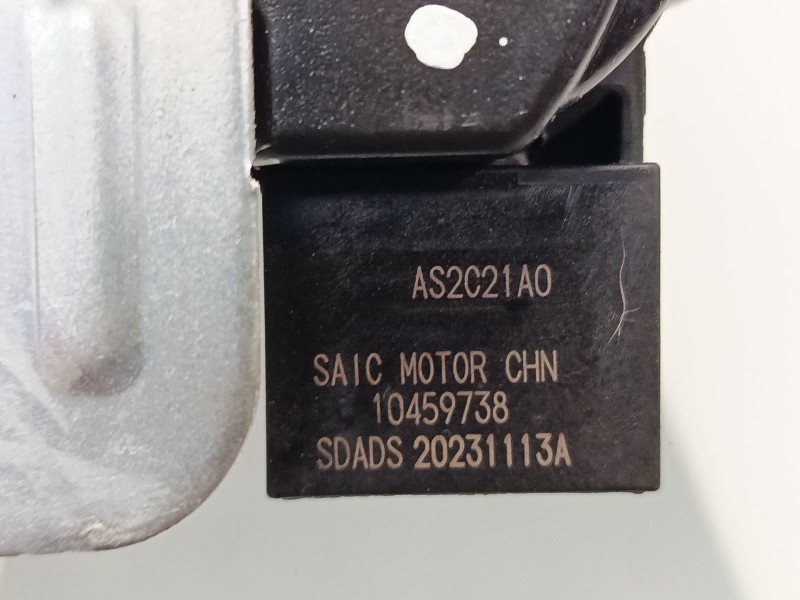 AS2C21A0
SAIC MOTOR CHN
10459738
SDADS 20231113A